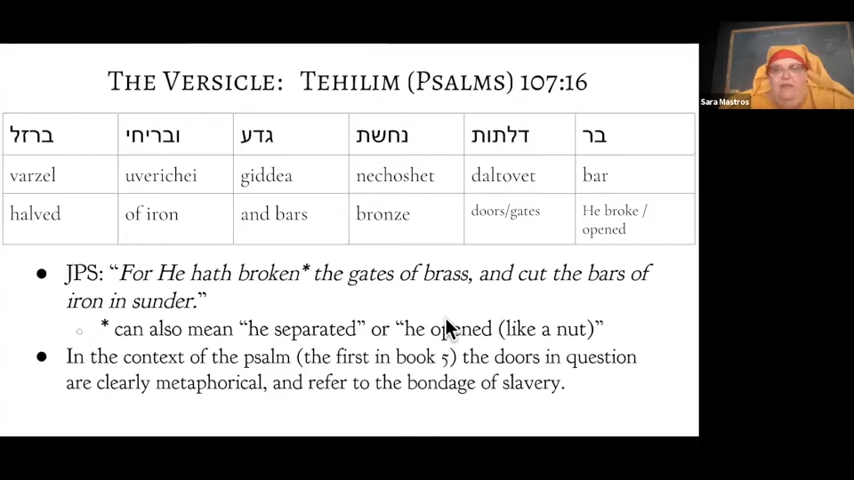 The Versicle: Tehilim (Psalms) 107:16
ברזל ובריחי גדע נחשת דלתות בר
varzel uverichei giddea nechoshet daltovet bar
halved of iron and bars bronze doors/gates He broke / opened
● JPS: “For He hath broken* the gates of brass, and cut the bars of
iron in sunder.”
○ * can also mean “he separated” or “he opened (like a nut)”
● In the context of the psalm (the first in book 5) the doors in question
are clearly metaphorical, and refer to the bondage of slavery.
Sara Mastros